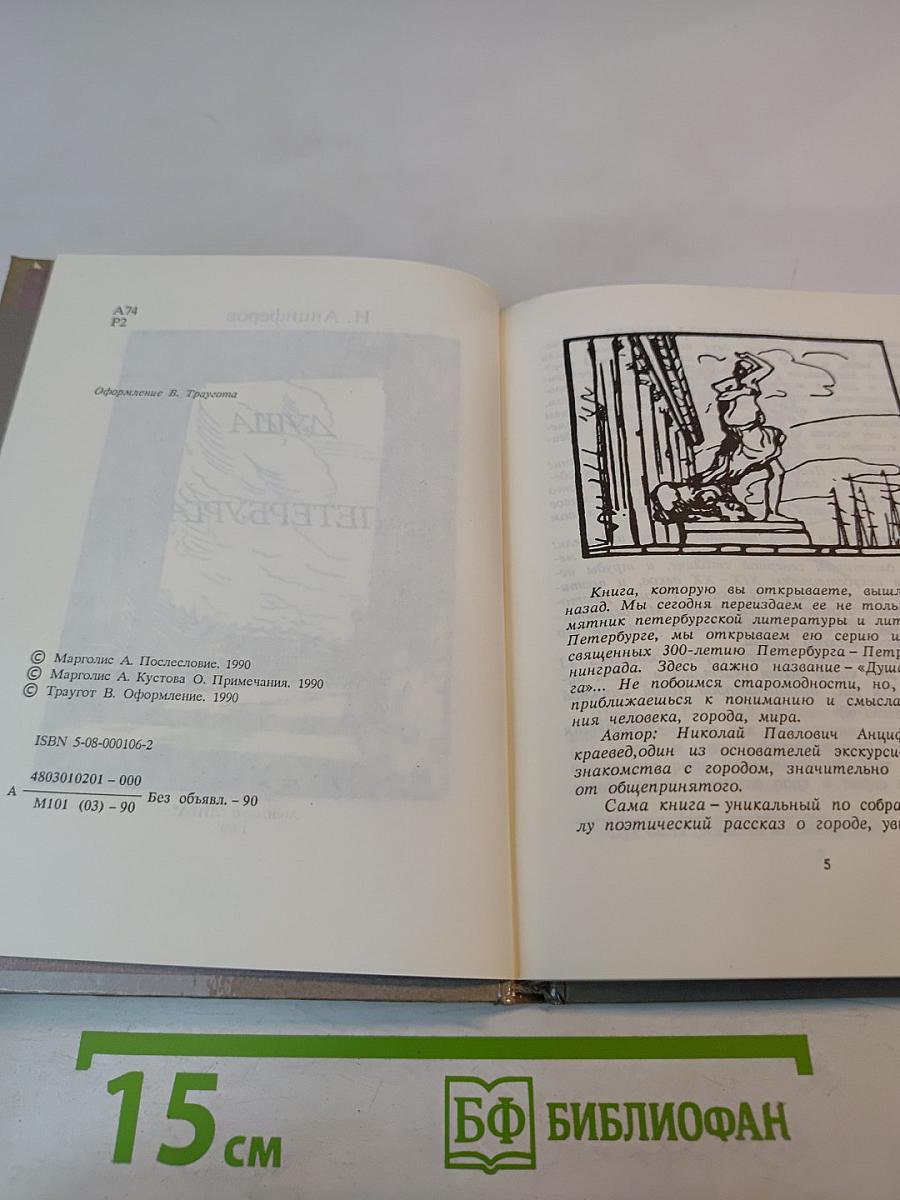 А74
Р2
Н. Анциферов
Оформление В. Траугота
ДУША
ПЕТЕРБУРГА
© Марголис А. Послесловие. 1990
© Марголис А. Кустова О. Примечания. 1990
© Траугот В. Оформление. 1990
ISBN 5-08-000106-2
А 4803010201 – 000
М101 (03) – 90 Без объявл. – 90
Книга, которую вы открываете, вышл
назад. Мы сегодня переиздаем ее не толь
мятник петербургской литературы и лит
Петербурге, мы открываем ею серию и
священных 300-летию Петербурга – Петр
нинграда. Здесь важно название – «Душа
га»... Не побоимся старомодности, но,
приближаешься к пониманию и смысла
ния человека, города, мира.
Автор: Николай Павлович Анциф
краевед,один из основателей экскурси
знакомства с городом, значительно
от общепринятого.
Сама книга – уникальный по собра
лу поэтический рассказ о городе, уви
5
15 см
БФ БИБЛИОФАН